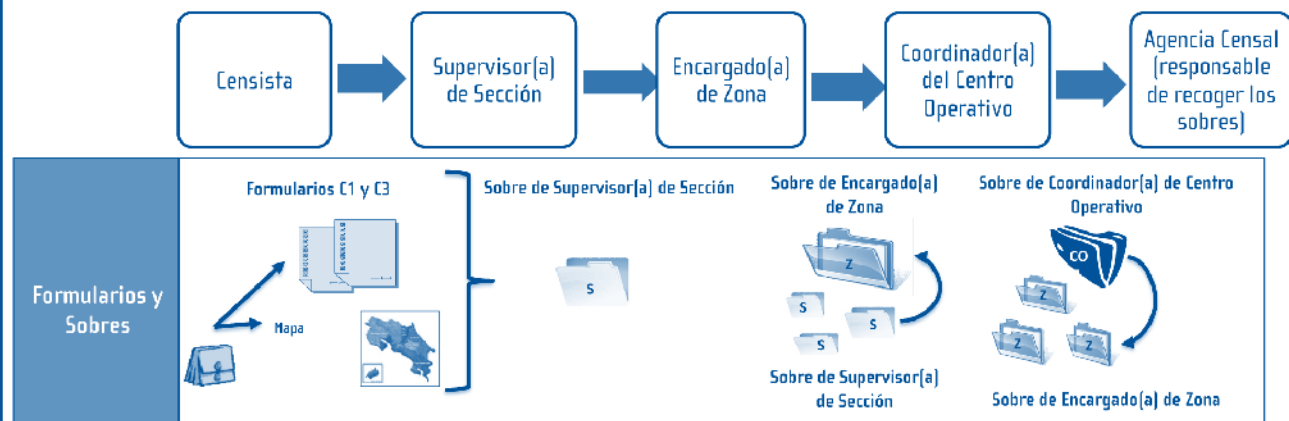 Censista
Supervisor(a)
de Sección
Encargado(a)
de Zona
Coordinador(a)
del Centro
Operativo
Agencia Censal
(responsable
de recoger los
sobres)
Formularios y
Sobres
Formularios C1 y C3
Mapa
Sobre de Supervisor(a) de Sección
S
Sobre de Encargado(a)
de Zona
Z
S
S
S
Sobre de Supervisor(a)
de Sección
Sobre de Coordinador(a) de Centro
Operativo
CO
Z
Z
Z
Sobre de Encargado(a) de Zona